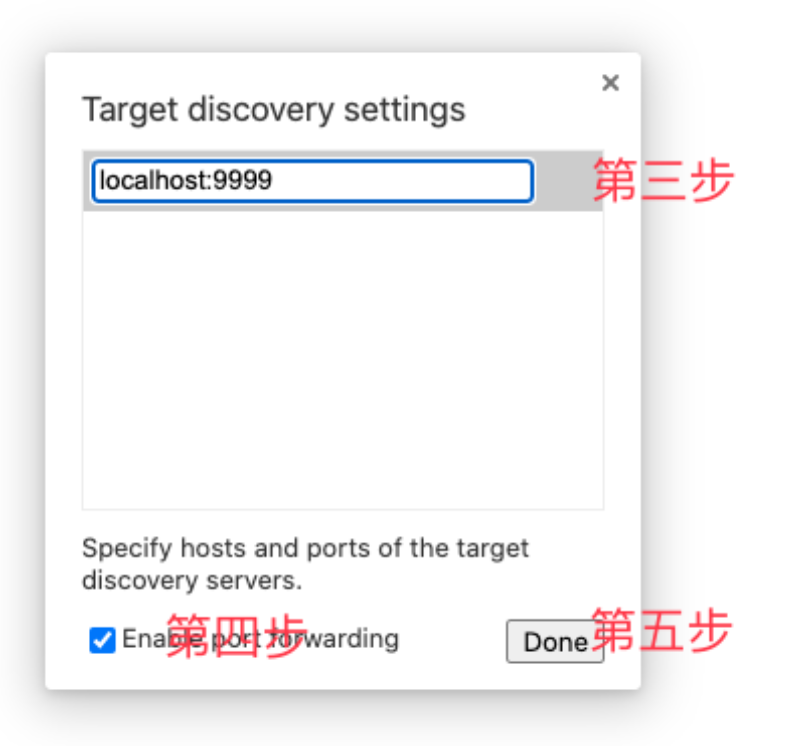 ×
Target discovery settings
localhost:9999
第三步
Specify hosts and ports of the target
discovery servers.
Enable port forwarding
第四步
Done
第五步